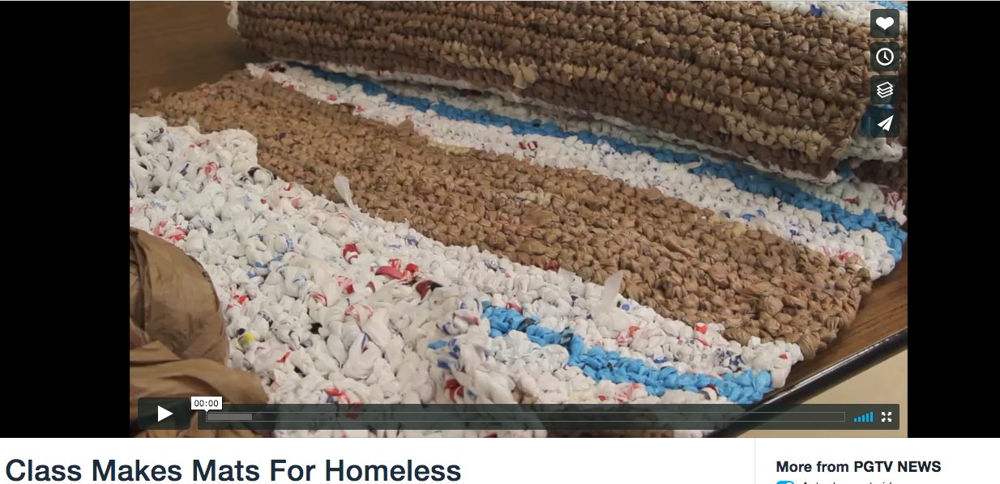 00:00
Class Makes Mats For Homeless
More from PGTV NEWS